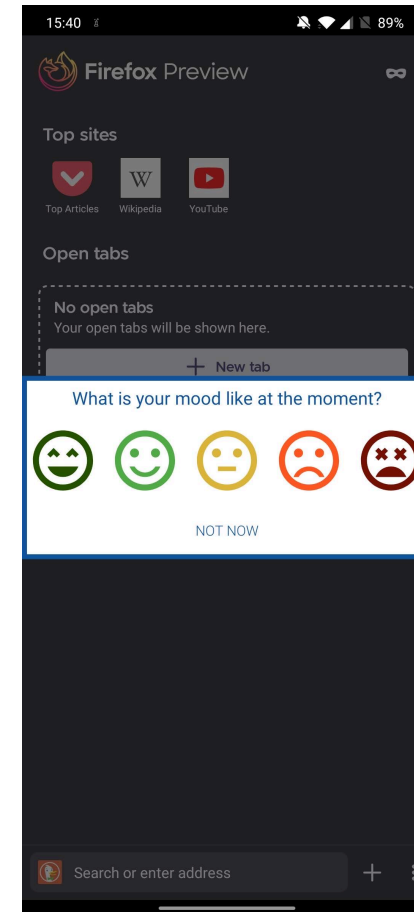 15:40
89%
Firefox Preview
Top sites
W
Top Articles Wikipedia YouTube
Open tabs
No open tabs
Your open tabs will be shown here.
+ New tab
What is your mood like at the moment?
NOT NOW
Search or enter address